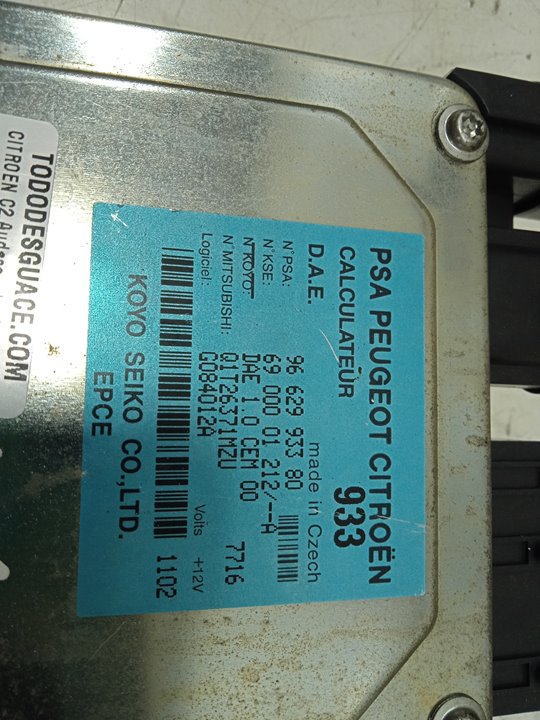 PSA PEUGEOT CITROËN
CALCULATEUR 933
D.A.E. made in Czech
N°PSA: 96 629 933 80
N°KSE: 69 000 01 212/--A
N°KOYO: DAE 1.0 CEM 00
N°MITSUBISHI: Q1T26371MZU 7716
Logiciel: G084012A Volts +12V
1102
KOYO SEIKO CO.,LTD.
EPCE
TODODESGUACE.COM
CITROEN C2